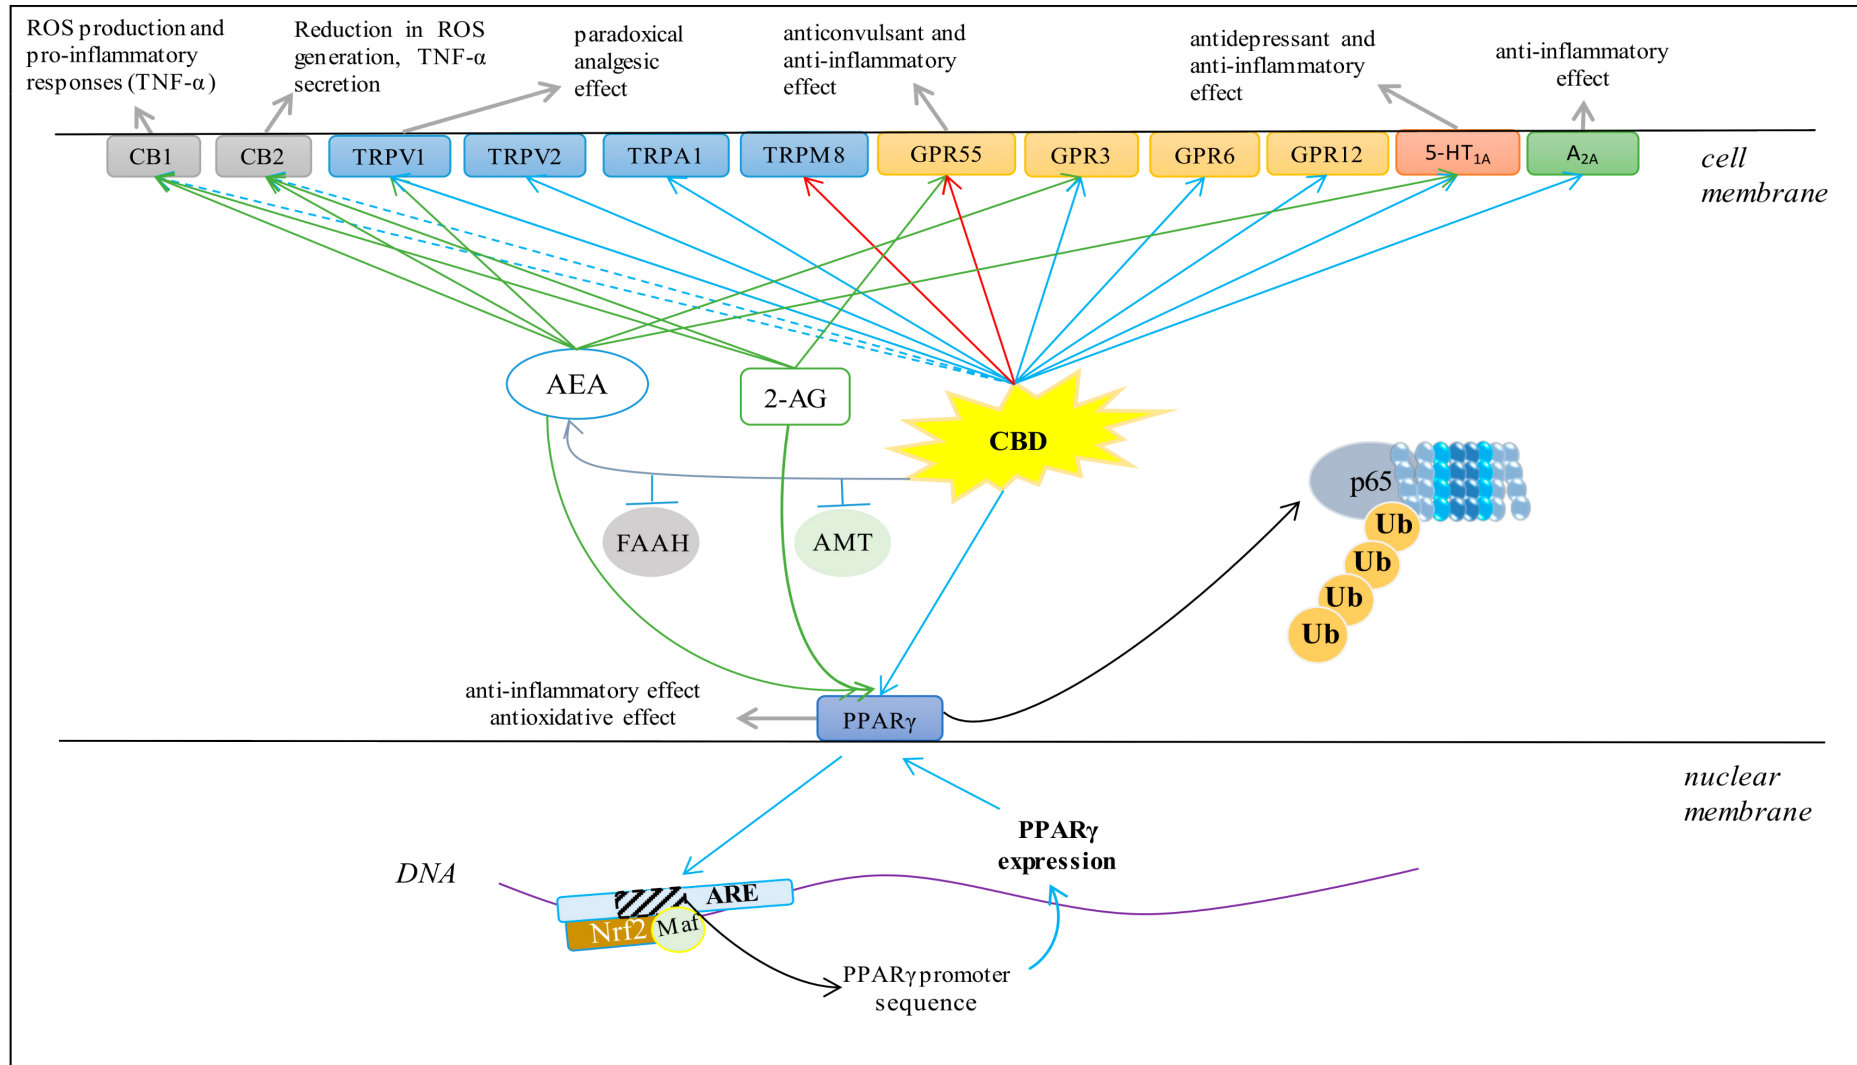 ROS production and
pro-inflammatory
responses (TNF-α)
Reduction in ROS
generation, TNF-α
secretion
paradoxical
analgesic
effect
anticonvulsant and
anti-inflammatory
effect
antidepressant and
anti-inflammatory
effect
anti-inflammatory
effect
CB1
CB2
TRPV1
TRPV2
TRPA1
TRPM8
GPR55
GPR3
GPR6
GPR12
5-HT1A
A2A
cell
membrane
AEA
2-AG
CBD
FAAH
AMT
p65
Ub
Ub
Ub
Ub
anti-inflammatory effect
antioxidative effect
PPARγ
nuclear
membrane
PPARγ
expression
DNA
ARE
Nrf2
Maf
PPARγ promoter
sequence